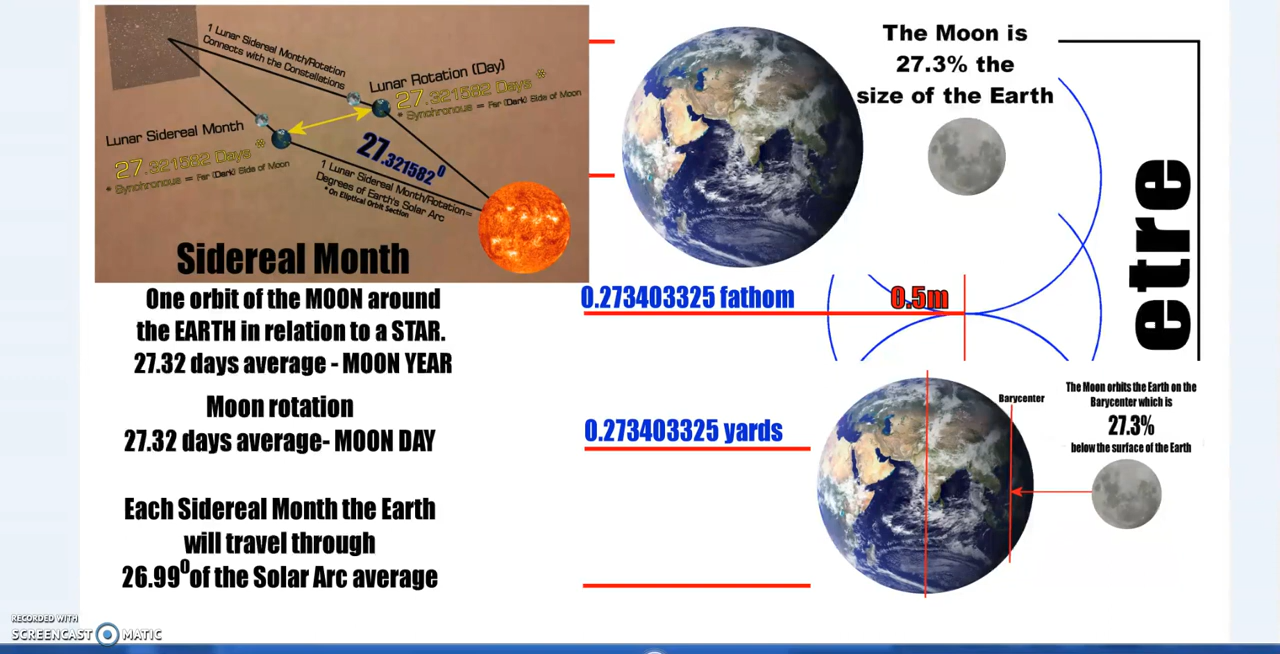 1 Lunar Sidereal Month/Rotation
Connects with the Constellations
Lunar Rotation (Day)
27.321582 Days *
* Synchronous = Far (Dark) Side of Moon
Lunar Sidereal Month
27.321582 Days *
* Synchronous = Far (Dark) Side of Moon
27.321582⁰
1 Lunar Sidereal Month/Rotation=
Degrees of Earth's Solar Arc
* On Eliptical Orbit Section
Sidereal Month
One orbit of the MOON around
the EARTH in relation to a STAR.
27.32 days average - MOON YEAR
Moon rotation
27.32 days average- MOON DAY
Each Sidereal Month the Earth
will travel through
26.99⁰of the Solar Arc average
The Moon is
27.3% the
size of the Earth
etre
0.273403325 fathom
0.5m
0.273403325 yards
Barycenter
The Moon orbits the Earth on the
Barycenter which is
27.3%
below the surface of the Earth
RECORDED WITH
SCREENCAST MATIC